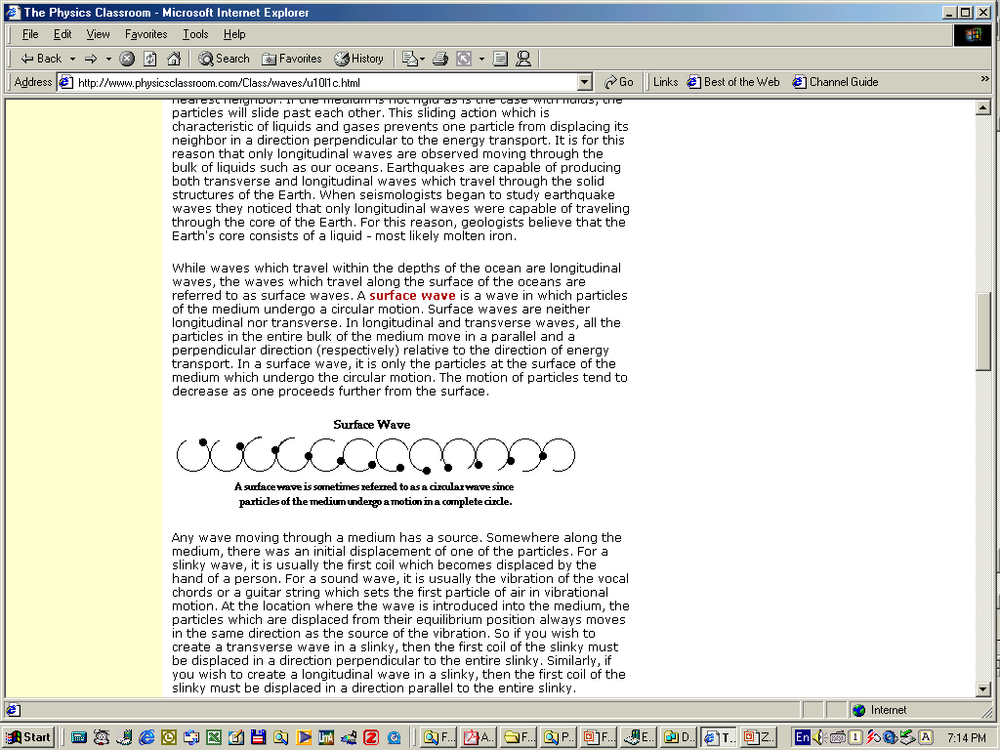 The Physics Classroom - Microsoft Internet Explorer
File Edit View Favorites Tools Help
Back Search Favorites History
Address http://www.physicsclassroom.com/Class/waves/u10l1c.html Go Links Best of the Web Channel Guide »
nearest neighbor. If the medium is not rigid as is the case with fluids, the
particles will slide past each other. This sliding action which is
characteristic of liquids and gases prevents one particle from displacing its
neighbor in a direction perpendicular to the energy transport. It is for this
reason that only longitudinal waves are observed moving through the
bulk of liquids such as our oceans. Earthquakes are capable of producing
both transverse and longitudinal waves which travel through the solid
structures of the Earth. When seismologists began to study earthquake
waves they noticed that only longitudinal waves were capable of traveling
through the core of the Earth. For this reason, geologists believe that the
Earth's core consists of a liquid - most likely molten iron.
While waves which travel within the depths of the ocean are longitudinal
waves, the waves which travel along the surface of the oceans are
referred to as surface waves. A surface wave is a wave in which particles
of the medium undergo a circular motion. Surface waves are neither
longitudinal nor transverse. In longitudinal and transverse waves, all the
particles in the entire bulk of the medium move in a parallel and a
perpendicular direction (respectively) relative to the direction of energy
transport. In a surface wave, it is only the particles at the surface of the
medium which undergo the circular motion. The motion of particles tend to
decrease as one proceeds further from the surface.
Surface Wave
A surface wave is sometimes referred to as a circular wave since
particles of the medium undergo a motion in a complete circle.
Any wave moving through a medium has a source. Somewhere along the
medium, there was an initial displacement of one of the particles. For a
slinky wave, it is usually the first coil which becomes displaced by the
hand of a person. For a sound wave, it is usually the vibration of the vocal
chords or a guitar string which sets the first particle of air in vibrational
motion. At the location where the wave is introduced into the medium, the
particles which are displaced from their equilibrium position always moves
in the same direction as the source of the vibration. So if you wish to
create a transverse wave in a slinky, then the first coil of the slinky must
be displaced in a direction perpendicular to the entire slinky. Similarly, if
you wish to create a longitudinal wave in a slinky, then the first coil of the
slinky must be displaced in a direction parallel to the entire slinky.
Internet
Start F... A... F... P... F... E... D... T... Z... En 1 A 7:14 PM